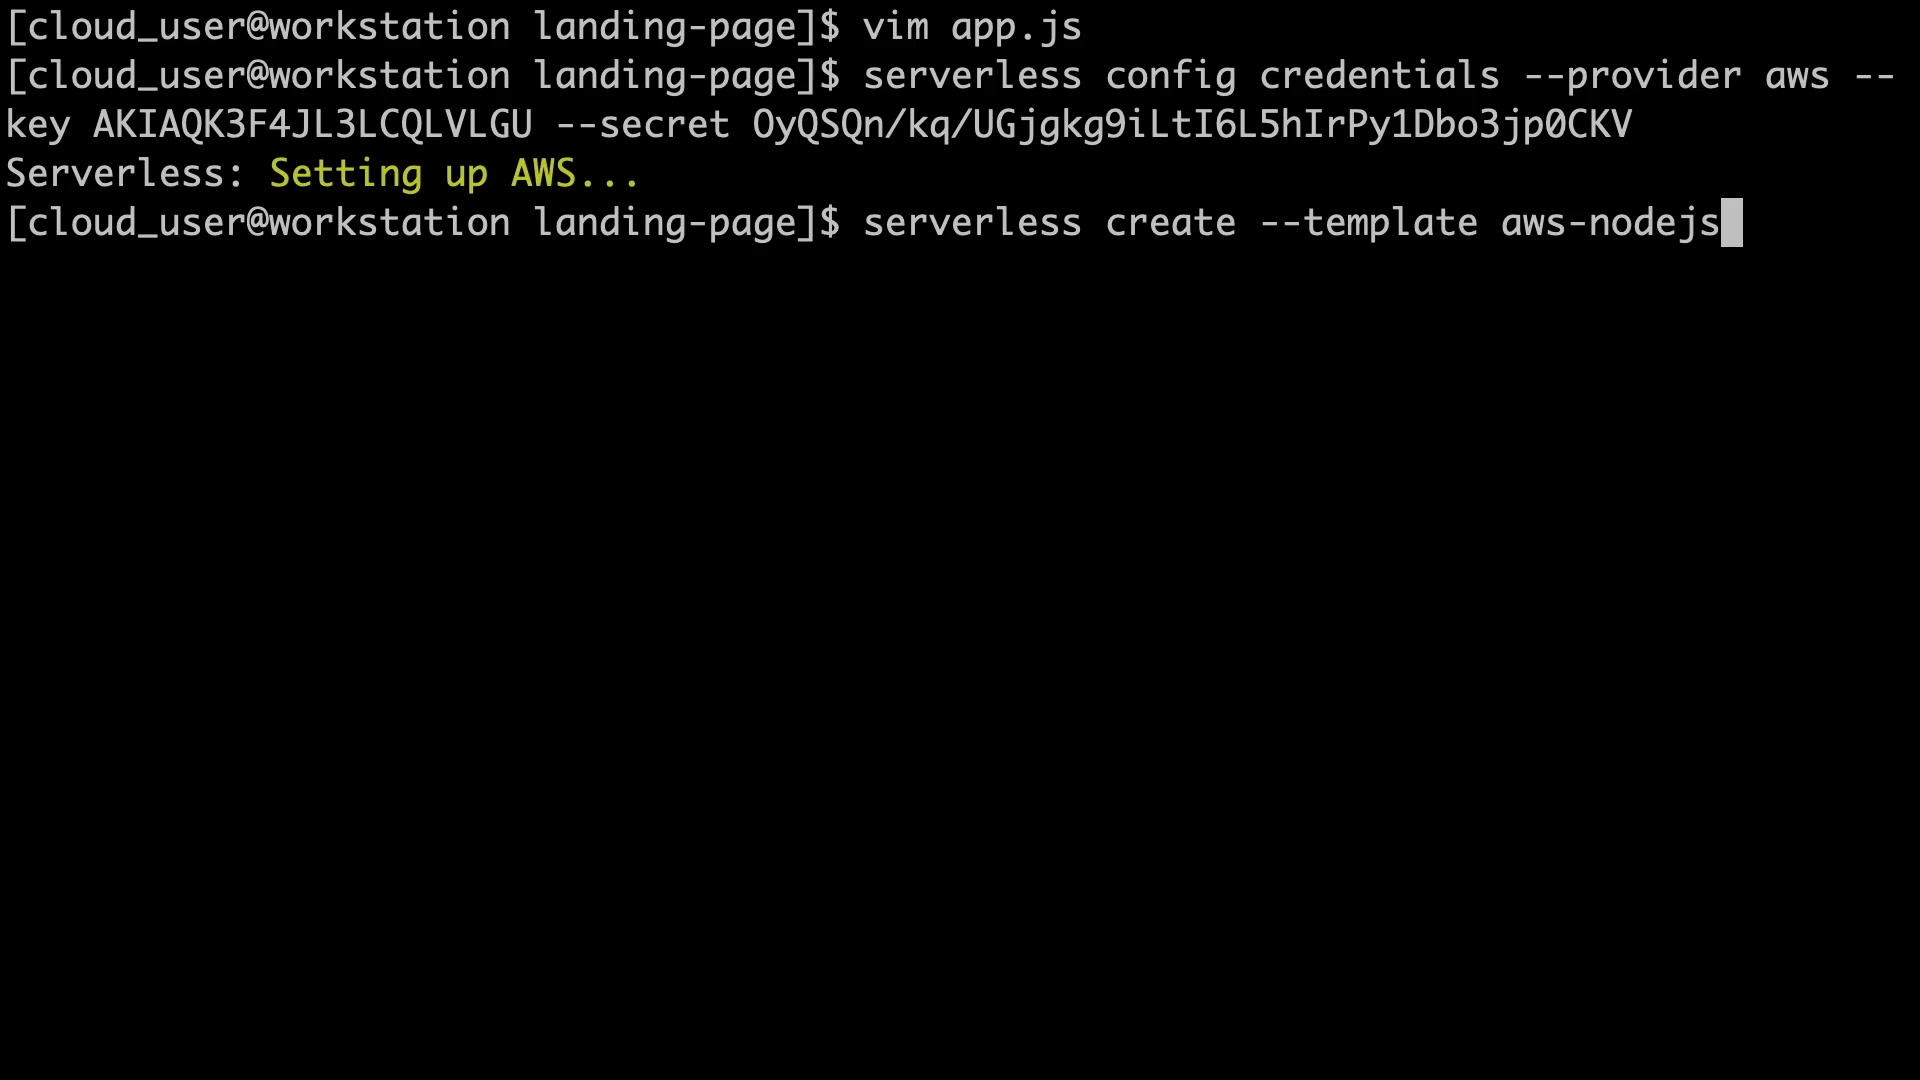 [cloud_user@workstation landing-page]$ vim app.js
[cloud_user@workstation landing-page]$ serverless config credentials --provider aws --
key AKIAQK3F4JL3LCQLVLGU --secret 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
Serverless: Setting up AWS...
[cloud_user@workstation landing-page]$ serverless create --template aws-nodejs